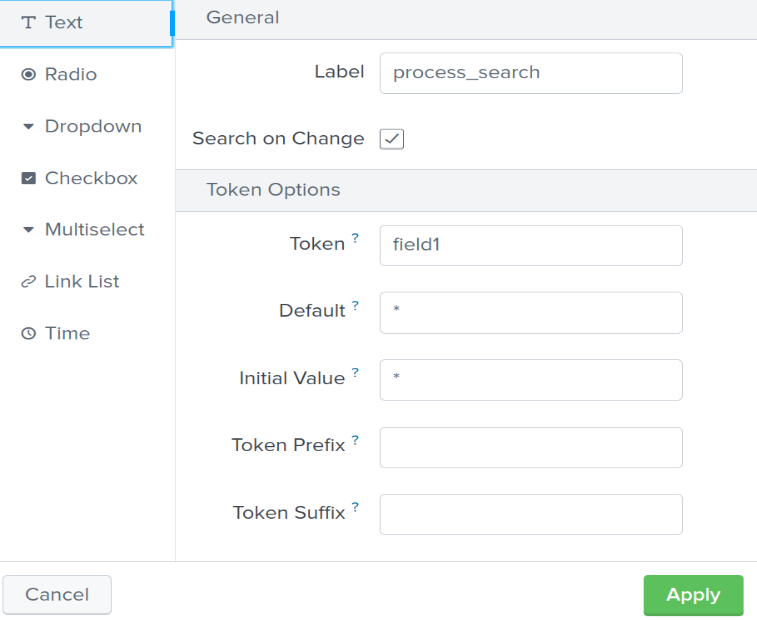 Text
Radio
Dropdown
Checkbox
Multiselect
Link List
Time
General
Label process_search
Search on Change
Token Options
Token ? field1
Default ? *
Initial Value ? *
Token Prefix ?
Token Suffix ?
Cancel
Apply